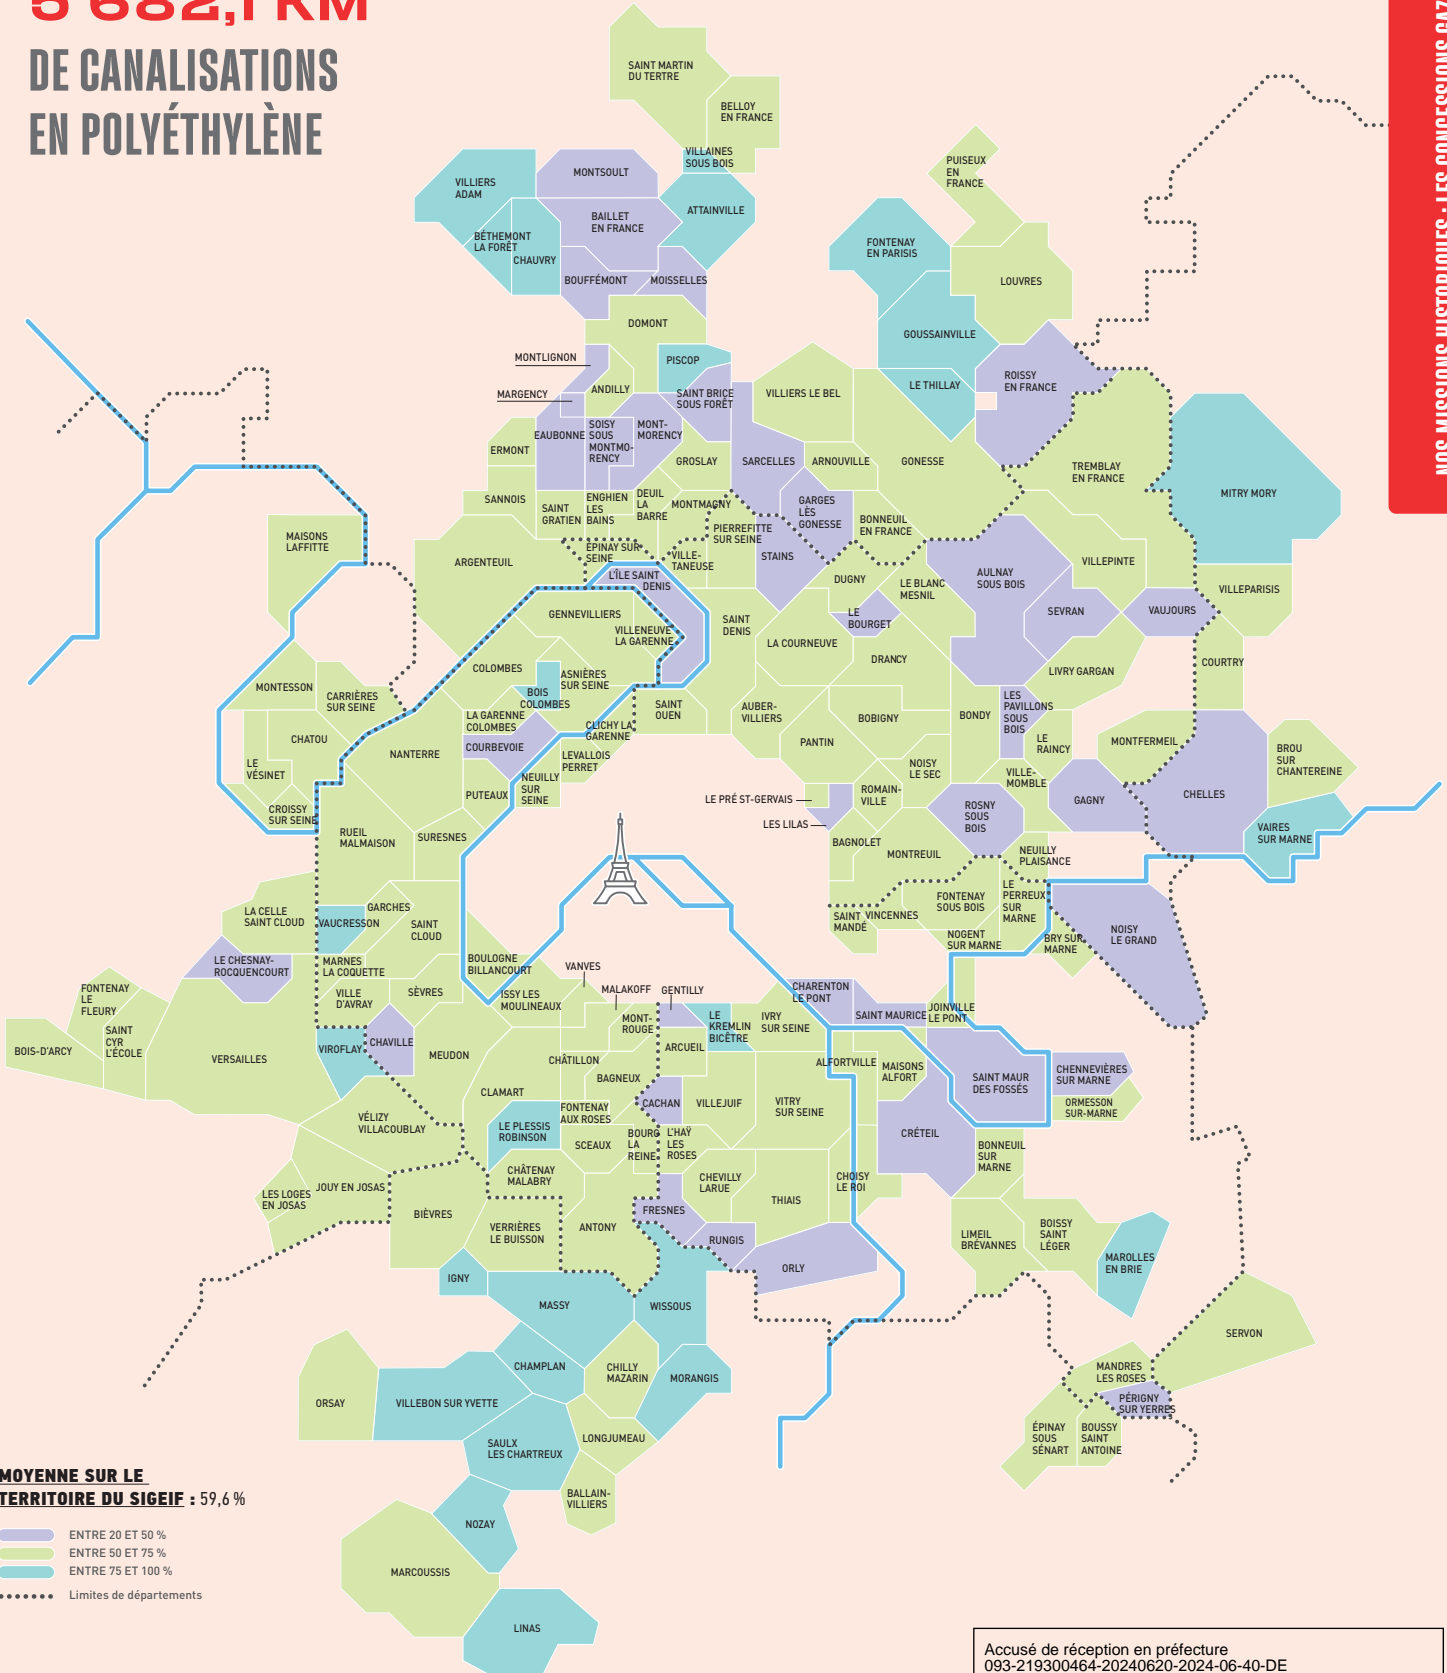 5 682,1 KM
DE CANALISATIONS
EN POLYÉTHYLÈNE
NOS MISSIONS HISTORIQUES : LES CONCESSIONS GAZ
SAINT MARTIN
DU TERTRE
BELLOY
EN FRANCE
VILLAINES
SOUS BOIS
MONTSOULT
VILLIERS
ADAM
ATTAINVILLE
BAILLET
EN FRANCE
BÉTHEMONT
LA FORÊT
CHAUVRY
BOUFFÉMONT
MOISSELLES
PUISEUX
EN
FRANCE
FONTENAY
EN PARISIS
LOUVRES
DOMONT
GOUSSAINVILLE
MONTLIGNON
PISCOP
MARGENCY
ANDILLY
SAINT BRICE
SOUS FORÊT
VILLIERS LE BEL
LE THILLAY
ROISSY
EN FRANCE
EAUBONNE
SOISY
SOUS
MONTMO-
RENCY
MONT-
MORENCY
ERMONT
GROSLAY
SARCELLES
ARNOUVILLE
GONESSE
TREMBLAY
EN FRANCE
MITRY MORY
SANNOIS
SAINT
GRATIEN
ENGHIEN
LES
BAINS
DEUIL
LA
BARRE
MONTMAGNY
GARGES
LÈS
GONESSE
BONNEUIL
EN FRANCE
PIERREFITTE
SUR SEINE
MAISONS
LAFFITTE
ARGENTEUIL
ÉPINAY SUR
SEINE
VILLE-
TANEUSE
STAINS
L'ÎLE SAINT
DENIS
DUGNY
LE BLANC
MESNIL
AULNAY
SOUS BOIS
VILLEPINTE
VILLEPARISIS
GENNEVILLIERS
VILLENEUVE
LA GARENNE
SAINT
DENIS
LE
BOURGET
SEVRAN
VAUJOURS
LA COURNEUVE
DRANCY
COURTRY
COLOMBES
ASNIÈRES
SUR SEINE
BOIS
COLOMBES
LIVRY GARGAN
MONTESSON
CARRIÈRES
SUR SEINE
LA GARENNE
COLOMBES
CLICHY LA
GARENNE
SAINT
OUEN
AUBER-
VILLIERS
BOBIGNY
BONDY
LES
PAVILLONS
SOUS
BOIS
CHATOU
NANTERRE
COURBEVOIE
LEVALLOIS
PERRET
PANTIN
LE
RAINCY
MONTFERMEIL
BROU
SUR
CHANTEREINE
LE
VÉSINET
NEUILLY
SUR
SEINE
NOISY
LE SEC
VILLE-
MOMBLE
CROISSY
SUR SEINE
PUTEAUX
LE PRÉ ST-GERVAIS
ROMAIN-
VILLE
ROSNY
SOUS
BOIS
GAGNY
CHELLES
RUEIL
MALMAISON
SURESNES
LES LILAS
VAIRES
SUR MARNE
BAGNOLET
MONTREUIL
NEUILLY
PLAISANCE
LA CELLE
SAINT CLOUD
VAUCRESSON
GARCHES
SAINT
CLOUD
SAINT
MANDÉ
VINCENNES
FONTENAY
SOUS BOIS
LE
PERREUX
SUR
MARNE
NOGENT
SUR MARNE
BRY SUR
MARNE
NOISY
LE GRAND
LE CHESNAY-
ROCQUENCOURT
MARNES
LA COQUETTE
BOULOGNE
BILLANCOURT
VANVES
FONTENAY
LE
FLEURY
VILLE
D'AVRAY
SÈVRES
ISSY LES
MOULINEAUX
MALAKOFF
GENTILLY
CHARENTON
LE PONT
SAINT MAURICE
JOINVILLE
LE PONT
BOIS-D'ARCY
SAINT
CYR
L'ÉCOLE
VERSAILLES
VIROFLAY
CHAVILLE
MEUDON
MONT-
ROUGE
LE
KREMLIN
BICÊTRE
IVRY
SUR SEINE
ARCUEIL
CHÂTILLON
ALFORTVILLE
MAISONS
ALFORT
SAINT MAUR
DES FOSSÉS
CHENNEVIÈRES
SUR MARNE
ORMESSON
SUR-MARNE
CLAMART
BAGNEUX
FONTENAY
AUX ROSES
CACHAN
VILLEJUIF
VITRY
SUR SEINE
VÉLIZY
VILLACOUBLAY
LE PLESSIS
ROBINSON
SCEAUX
BOURG
LA
REINE
L'HAŸ
LES
ROSES
CRÉTEIL
BONNEUIL
SUR
MARNE
CHÂTENAY
MALABRY
CHEVILLY
LARUE
CHOISY
LE ROI
THIAIS
LES LOGES
EN JOSAS
JOUY EN JOSAS
BIÈVRES
VERRIÈRES
LE BUISSON
ANTONY
FRESNES
RUNGIS
ORLY
LIMEIL
BRÉVANNES
BOISSY
SAINT
LÉGER
MAROLLES
EN BRIE
IGNY
MASSY
WISSOUS
SERVON
CHAMPLAN
CHILLY
MAZARIN
MORANGIS
MANDRES
LES ROSES
PÉRIGNY
SUR YERRES
ORSAY
VILLEBON SUR YVETTE
SAULX
LES CHARTREUX
LONGJUMEAU
ÉPINAY
SOUS
SÉNART
BOUSSY
SAINT
ANTOINE
BALLAIN-
VILLIERS
NOZAY
MARCOUSSIS
LINAS
MOYENNE SUR LE
TERRITOIRE DU SIGEIF : 59,6 %
ENTRE 20 ET 50 %
ENTRE 50 ET 75 %
ENTRE 75 ET 100 %
Limites de départements
Accusé de réception en préfecture
093-219300464-20240620-2024-06-40-DE